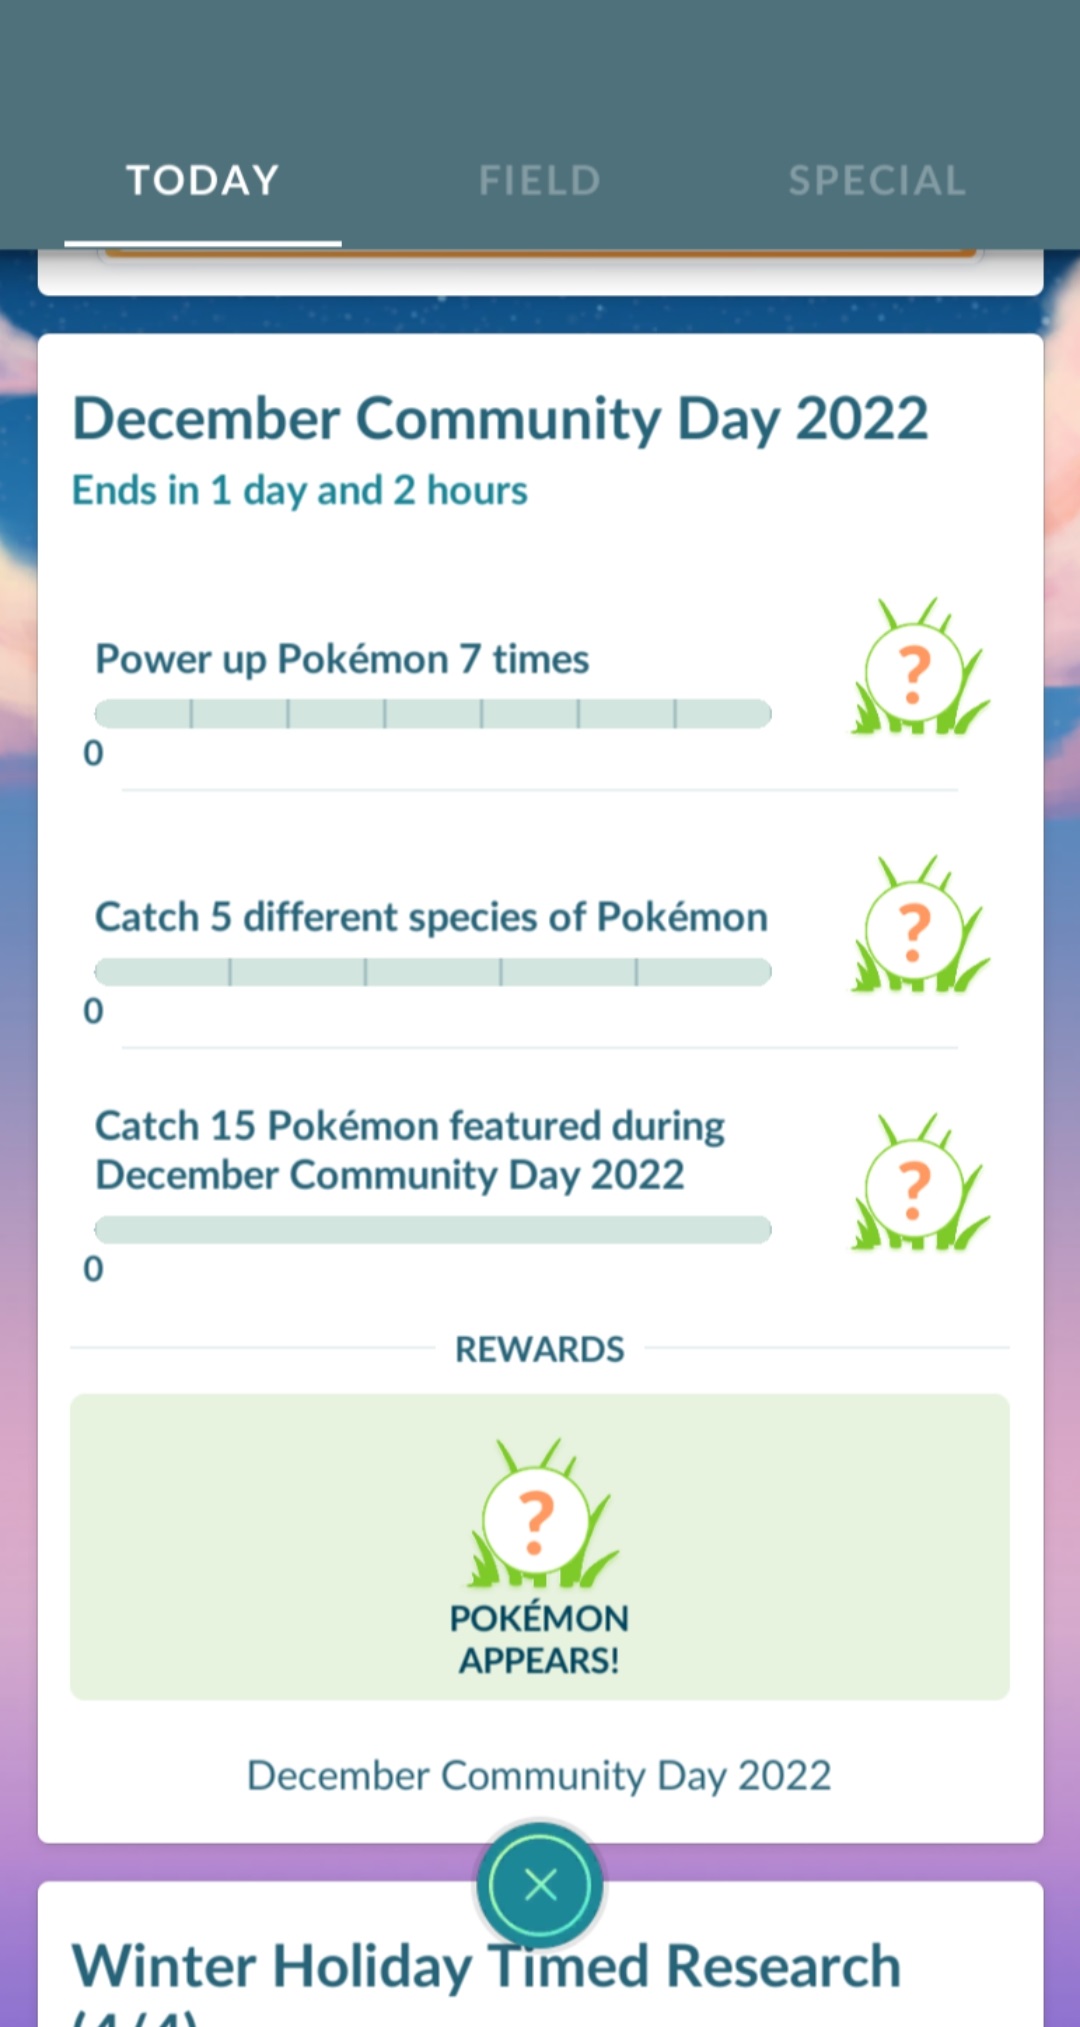 TODAY
FIELD
SPECIAL
December Community Day 2022
Ends in 1 day and 2 hours
Power up Pokémon 7 times
?
0
Catch 5 different species of Pokémon
?
0
Catch 15 Pokémon featured during
December Community Day 2022
?
0
REWARDS
?
POKÉMON
APPEARS!
December Community Day 2022
Winter Holiday Timed Research
(4/4)